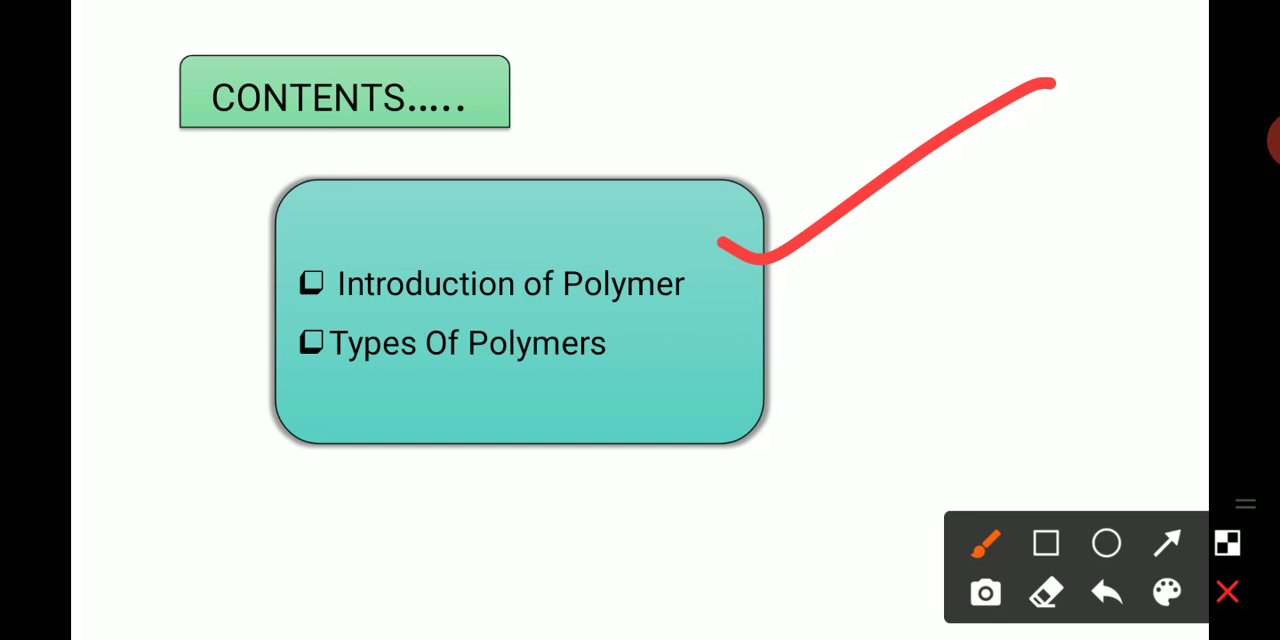 CONTENTS.....
Introduction of Polymer
Types Of Polymers